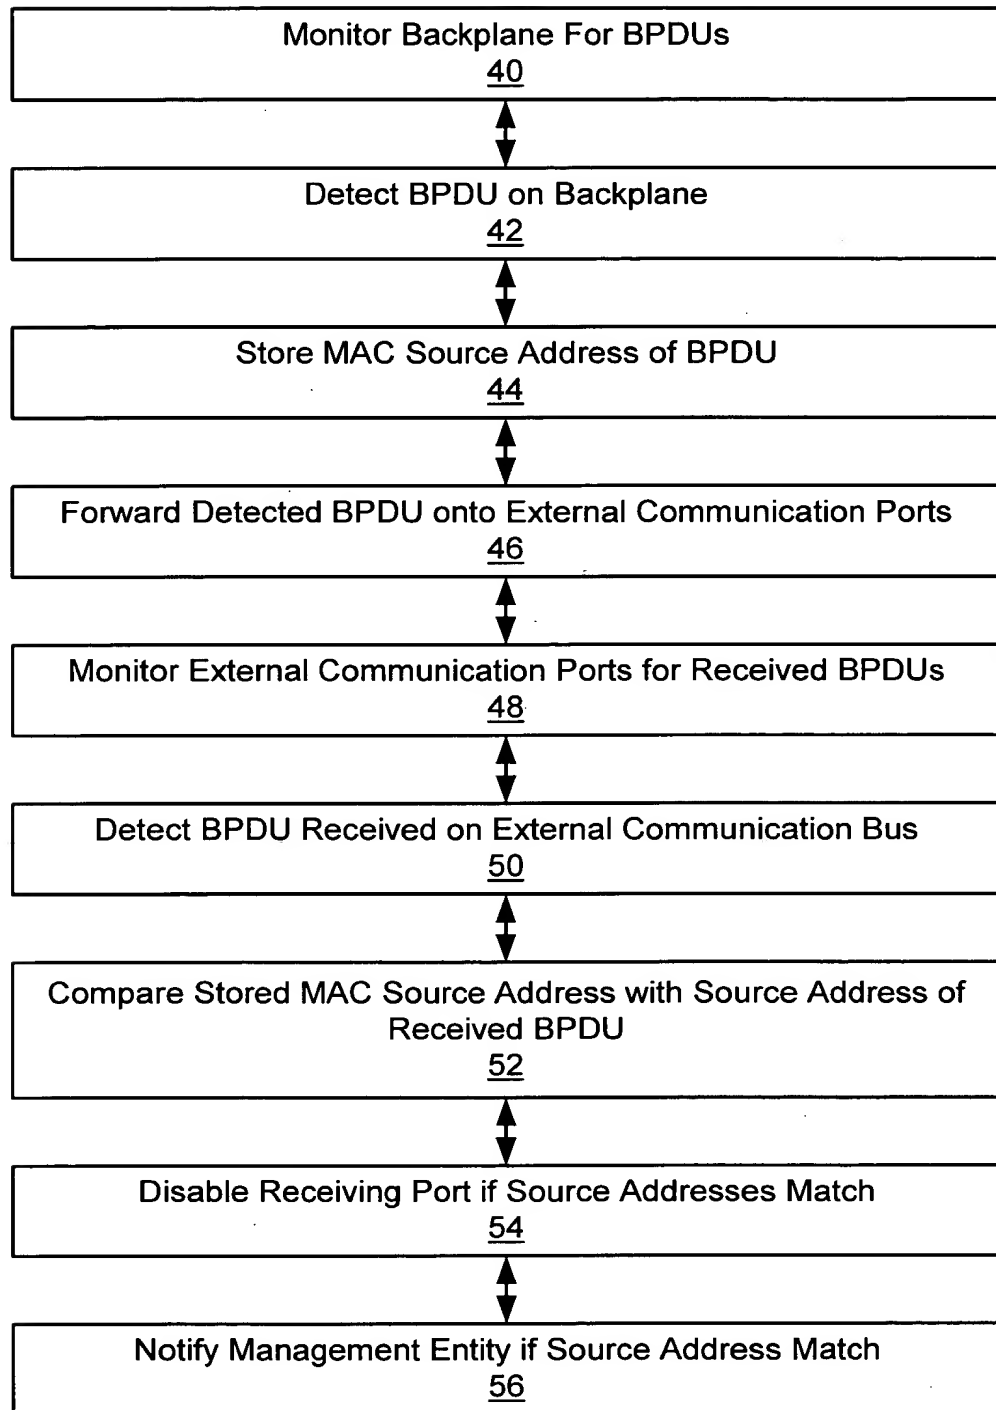 Monitor Backplane For BPDUs
40
Detect BPDU on Backplane
42
Store MAC Source Address of BPDU
44
Forward Detected BPDU onto External Communication Ports
46
Monitor External Communication Ports for Received BPDUs
48
Detect BPDU Received on External Communication Bus
50
Compare Stored MAC Source Address with Source Address of
Received BPDU
52
Disable Receiving Port if Source Addresses Match
54
Notify Management Entity if Source Address Match
56